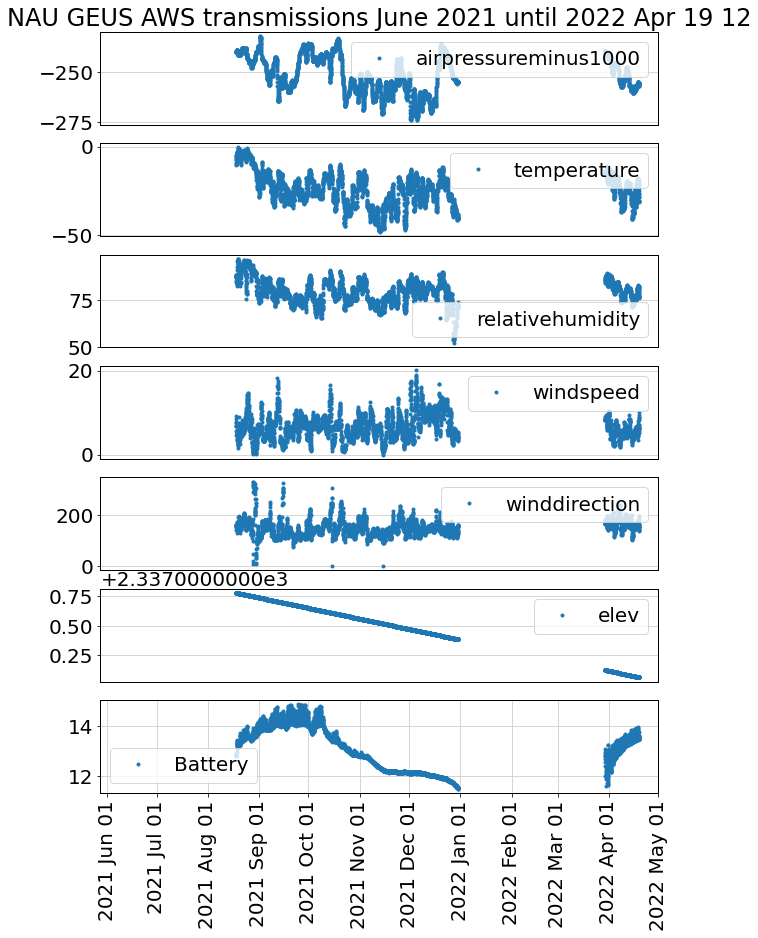 NAU GEUS AWS transmissions June 2021 until 2022 Apr 19 12
−250
−275
airpressureminus1000
0
−50
temperature
75
50
relativehumidity
20
0
windspeed
200
0
winddirection
+2.3370000000e3
0.75
0.50
0.25
elev
14
12
Battery
2021 Jun 01
2021 Jul 01
2021 Aug 01
2021 Sep 01
2021 Oct 01
2021 Nov 01
2021 Dec 01
2022 Jan 01
2022 Feb 01
2022 Mar 01
2022 Apr 01
2022 May 01